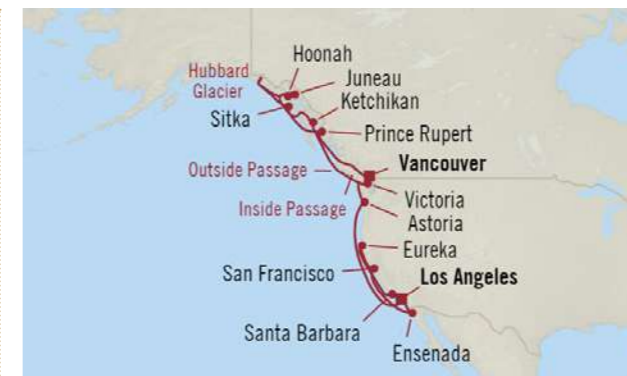 Hoonah
Hubbard
Glacier
Juneau
Ketchikan
Sitka
Prince Rupert
Vancouver
Outside Passage
Victoria
Inside Passage
Astoria
Eureka
San Francisco
Los Angeles
Santa Barbara
Ensenada